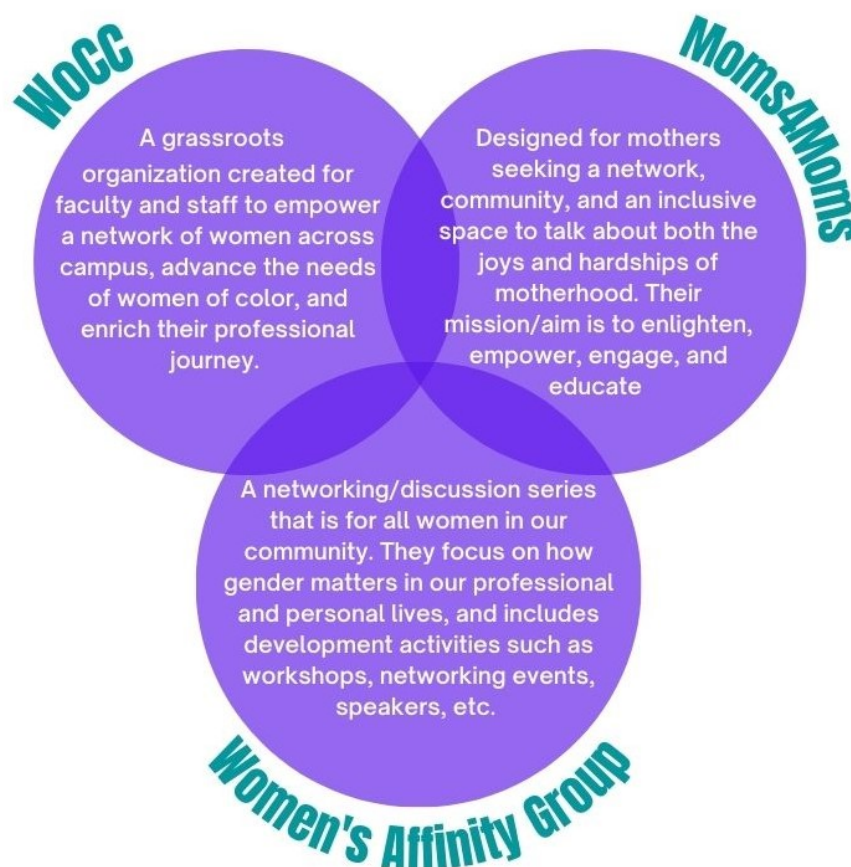 WoCC
A grassroots
organization created for
faculty and staff to empower
a network of women across
campus, advance the needs
of women of color, and
enrich their professional
journey.
Moms4Moms
Designed for mothers
seeking a network,
community, and an inclusive
space to talk about both the
joys and hardships of
motherhood. Their
mission/aim is to enlighten,
empower, engage, and
educate
A networking/discussion series
that is for all women in our
community. They focus on how
gender matters in our professional
and personal lives, and includes
development activities such as
workshops, networking events,
speakers, etc.
Women's Affinity Group